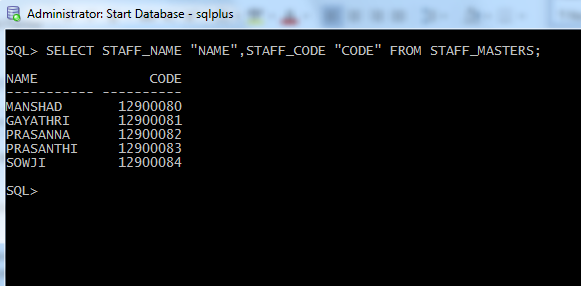 Administrator: Start Database - sqlplus
SQL> SELECT STAFF_NAME "NAME",STAFF_CODE "CODE" FROM STAFF_MASTERS;
NAME              CODE
----------- ----------
MANSHAD       12900080
GAYATHRI      12900081
PRASANNA      12900082
PRASANTHI     12900083
SOWJI         12900084
SQL>